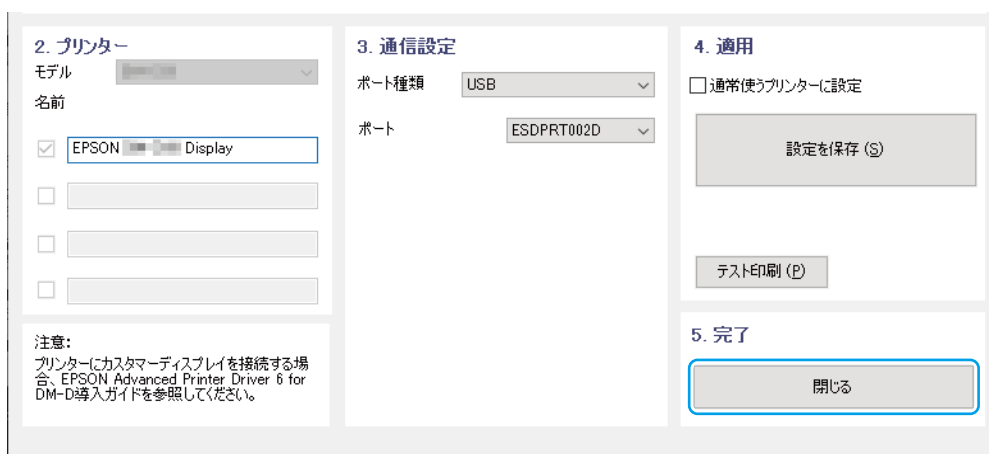 2. プリンター
モデル
名前
EPSON Display
注意:
プリンターにカスタマーディスプレイを接続する場
合、EPSON Advanced Printer Driver 6 for
DM-D導入ガイドを参照してください。
3. 通信設定
ポート種類 USB
ポート ESDPRT002D
4. 適用
通常使うプリンターに設定
設定を保存 (S)
テスト印刷 (P)
5. 完了
閉じる